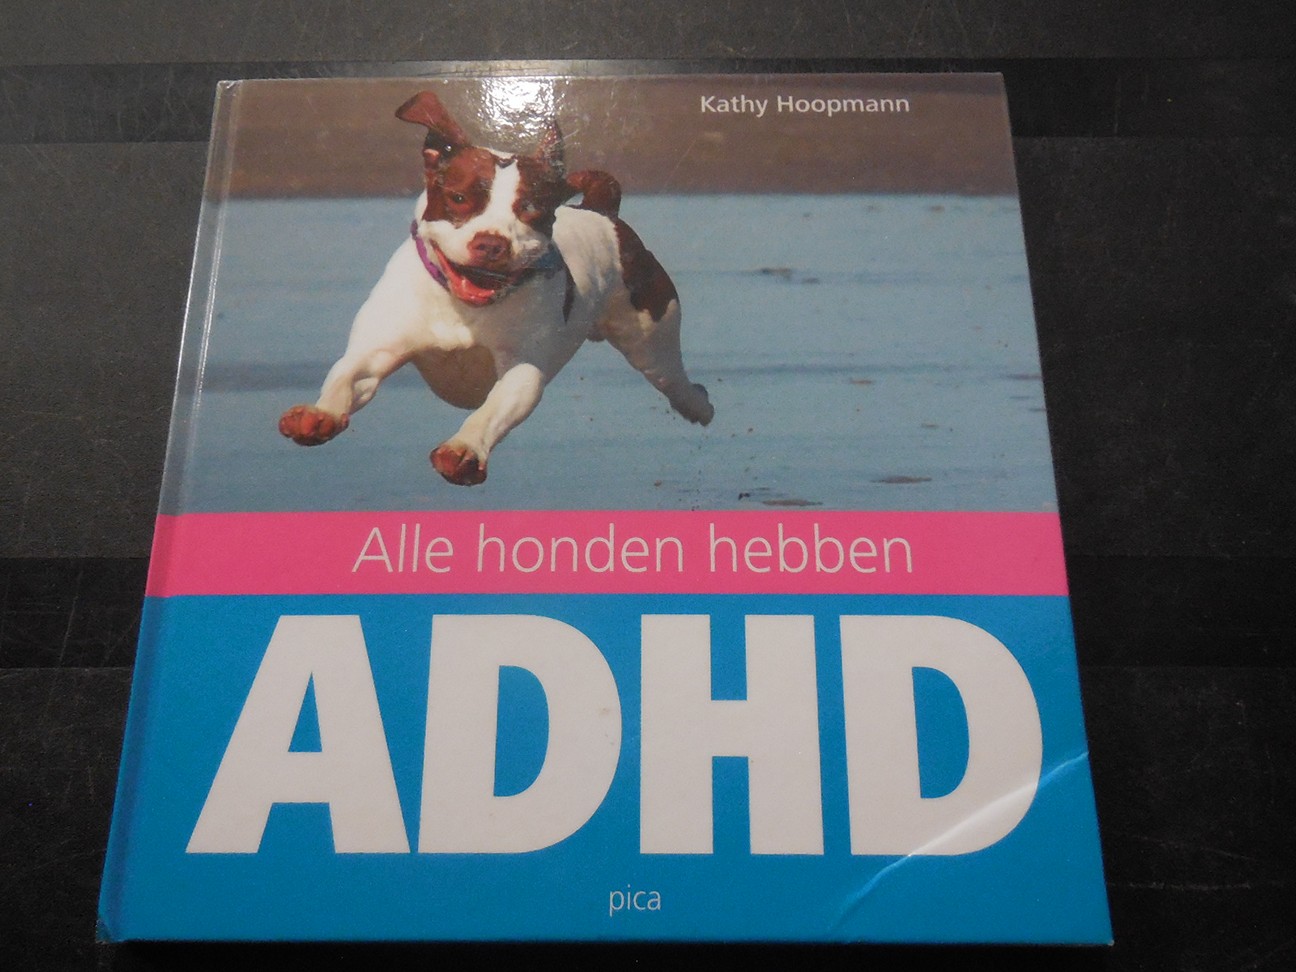 Kathy Hoopmann
Alle honden hebben
ADHD
pica